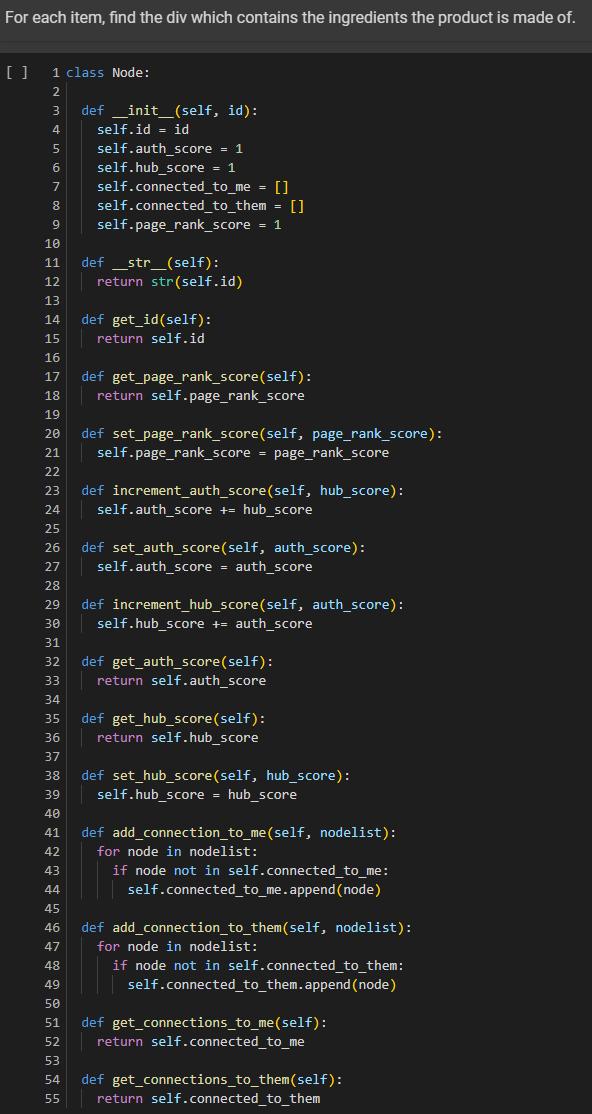 For each item, find the div which contains the ingredients the product is made of.
[ ] 1 class Node:
2
3 def __init__(self, id):
4 self.id = id
5 self.auth_score = 1
6 self.hub_score = 1
7 self.connected_to_me = []
8 self.connected_to_them = []
9 self.page_rank_score = 1
10
11 def __str__(self):
12 return str(self.id)
13
14 def get_id(self):
15 return self.id
16
17 def get_page_rank_score(self):
18 return self.page_rank_score
19
20 def set_page_rank_score(self, page_rank_score):
21 self.page_rank_score = page_rank_score
22
23 def increment_auth_score(self, hub_score):
24 self.auth_score += hub_score
25
26 def set_auth_score(self, auth_score):
27 self.auth_score = auth_score
28
29 def increment_hub_score(self, auth_score):
30 self.hub_score += auth_score
31
32 def get_auth_score(self):
33 return self.auth_score
34
35 def get_hub_score(self):
36 return self.hub_score
37
38 def set_hub_score(self, hub_score):
39 self.hub_score = hub_score
40
41 def add_connection_to_me(self, nodelist):
42 for node in nodelist:
43 if node not in self.connected_to_me:
44 self.connected_to_me.append(node)
45
46 def add_connection_to_them(self, nodelist):
47 for node in nodelist:
48 if node not in self.connected_to_them:
49 self.connected_to_them.append(node)
50
51 def get_connections_to_me(self):
52 return self.connected_to_me
53
54 def get_connections_to_them(self):
55 return self.connected_to_them